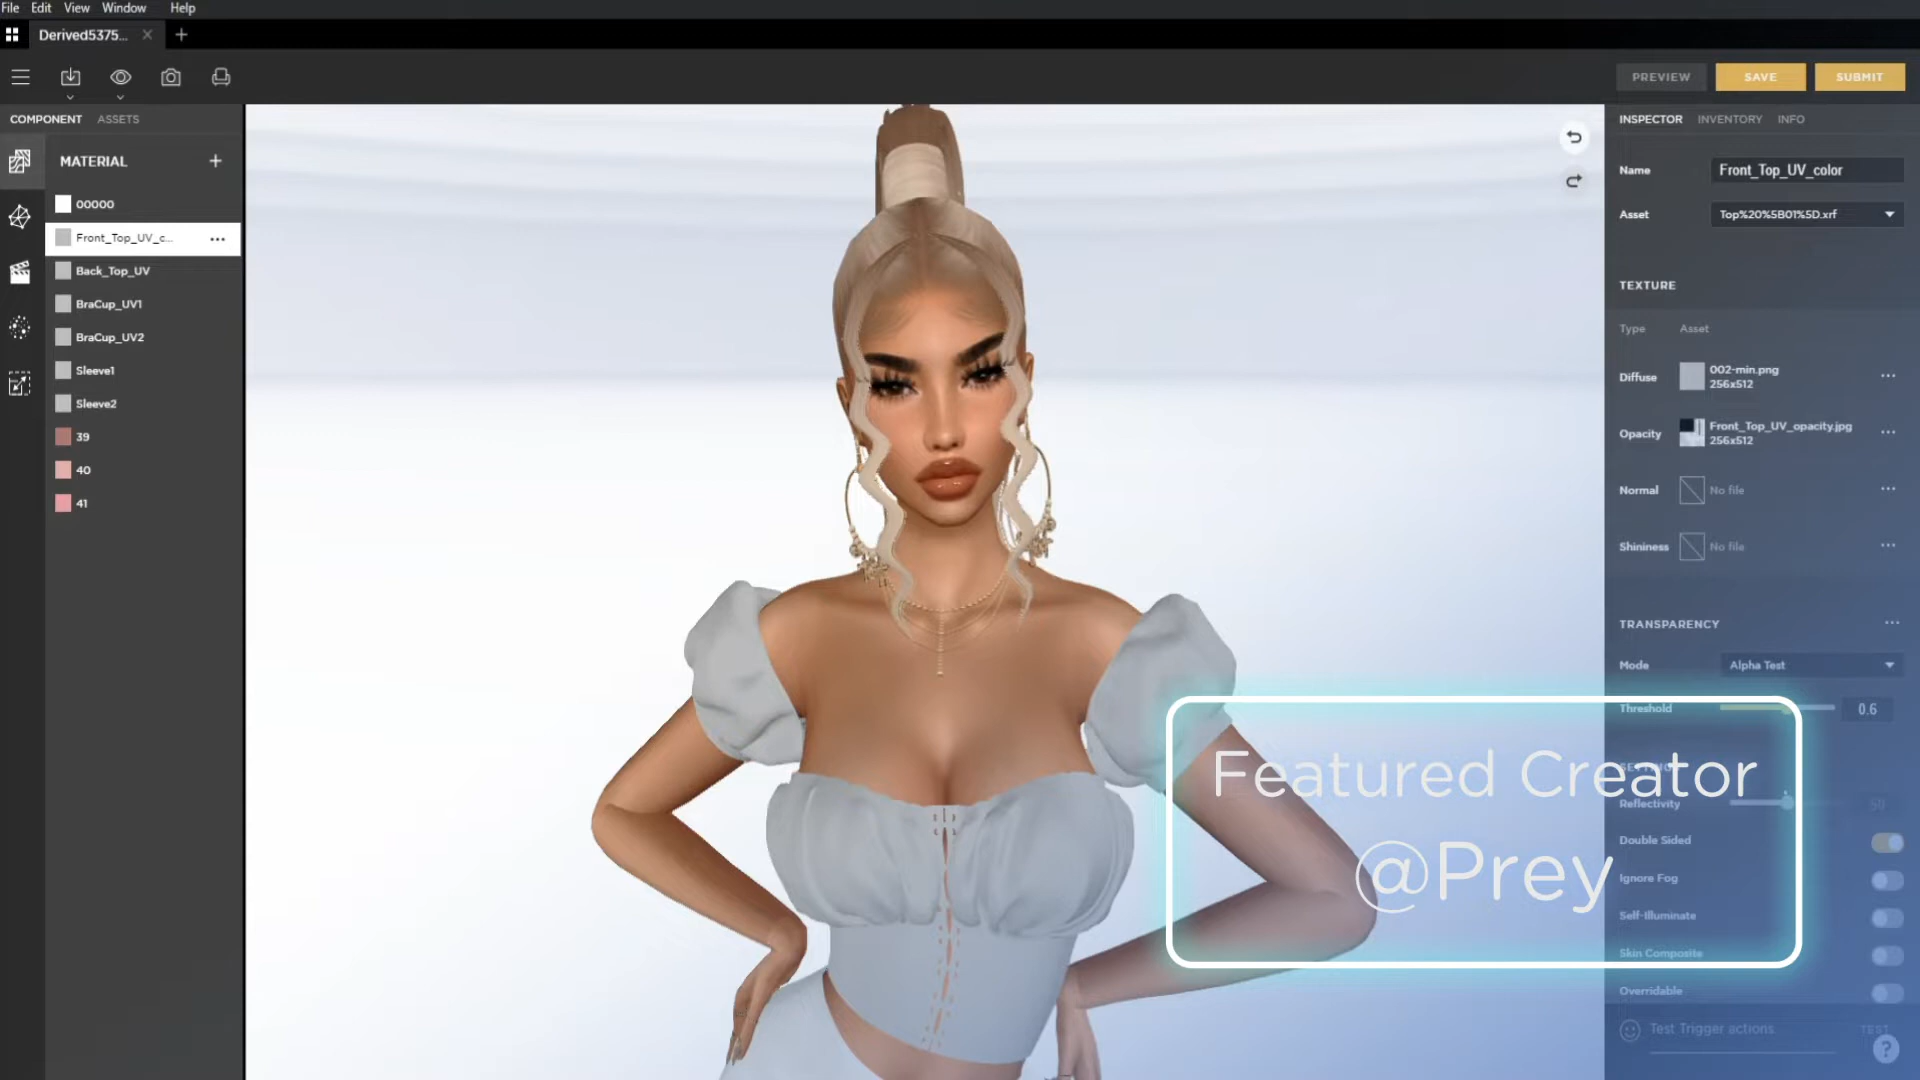 File Edit View Window Help
Derived5375...
PREVIEW SAVE SUBMIT
COMPONENT ASSETS
MATERIAL
00000
Front_Top_UV_c...
Back_Top_UV
BraCup_UV1
BraCup_UV2
Sleeve1
Sleeve2
39
40
41
INSPECTOR INVENTORY INFO
Name Front_Top_UV_color
Asset Top%20%5B01%5D.xrf
TEXTURE
Type Asset
Diffuse 002-min.png
256x512
Opacity Front_Top_UV_opacity.jpg
256x512
Normal No file
Shininess No file
TRANSPARENCY
Mode Alpha Test
Threshold 0.6
Reflectivity 50
Double Sided
Ignore Fog
Self-Illuminate
Skin Composite
Overridable
Test Trigger actions TEST
?
Featured Creator
@Prey